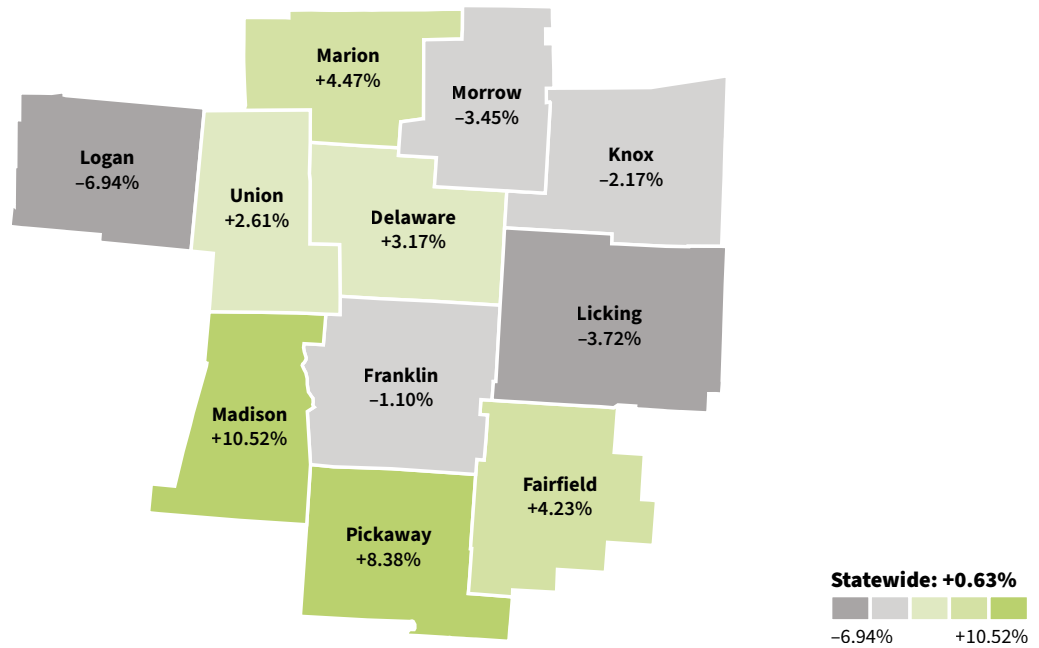 Marion
+4.47%
Morrow
–3.45%
Logan
–6.94%
Knox
–2.17%
Union
+2.61%
Delaware
+3.17%
Licking
–3.72%
Franklin
–1.10%
Madison
+10.52%
Fairfield
+4.23%
Pickaway
+8.38%
Statewide: +0.63%
–6.94% +10.52%